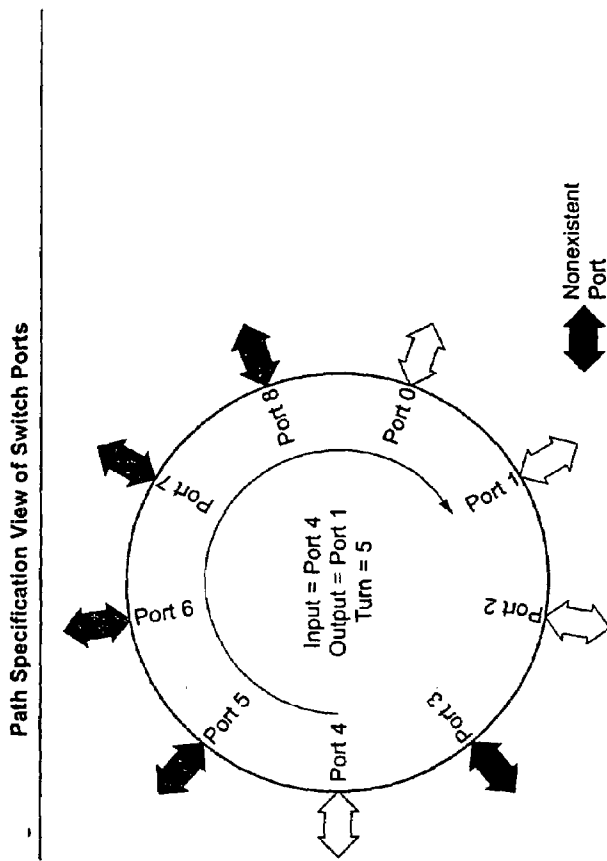 Path Specification View of Switch Ports
Port 8
Port 7
Port 0
Port 6
Input = Port 4
Output = Port 1
Turn = 5
Port 1
Port 5
Port 2
Port 4
Port 3
Nonexistent
Port